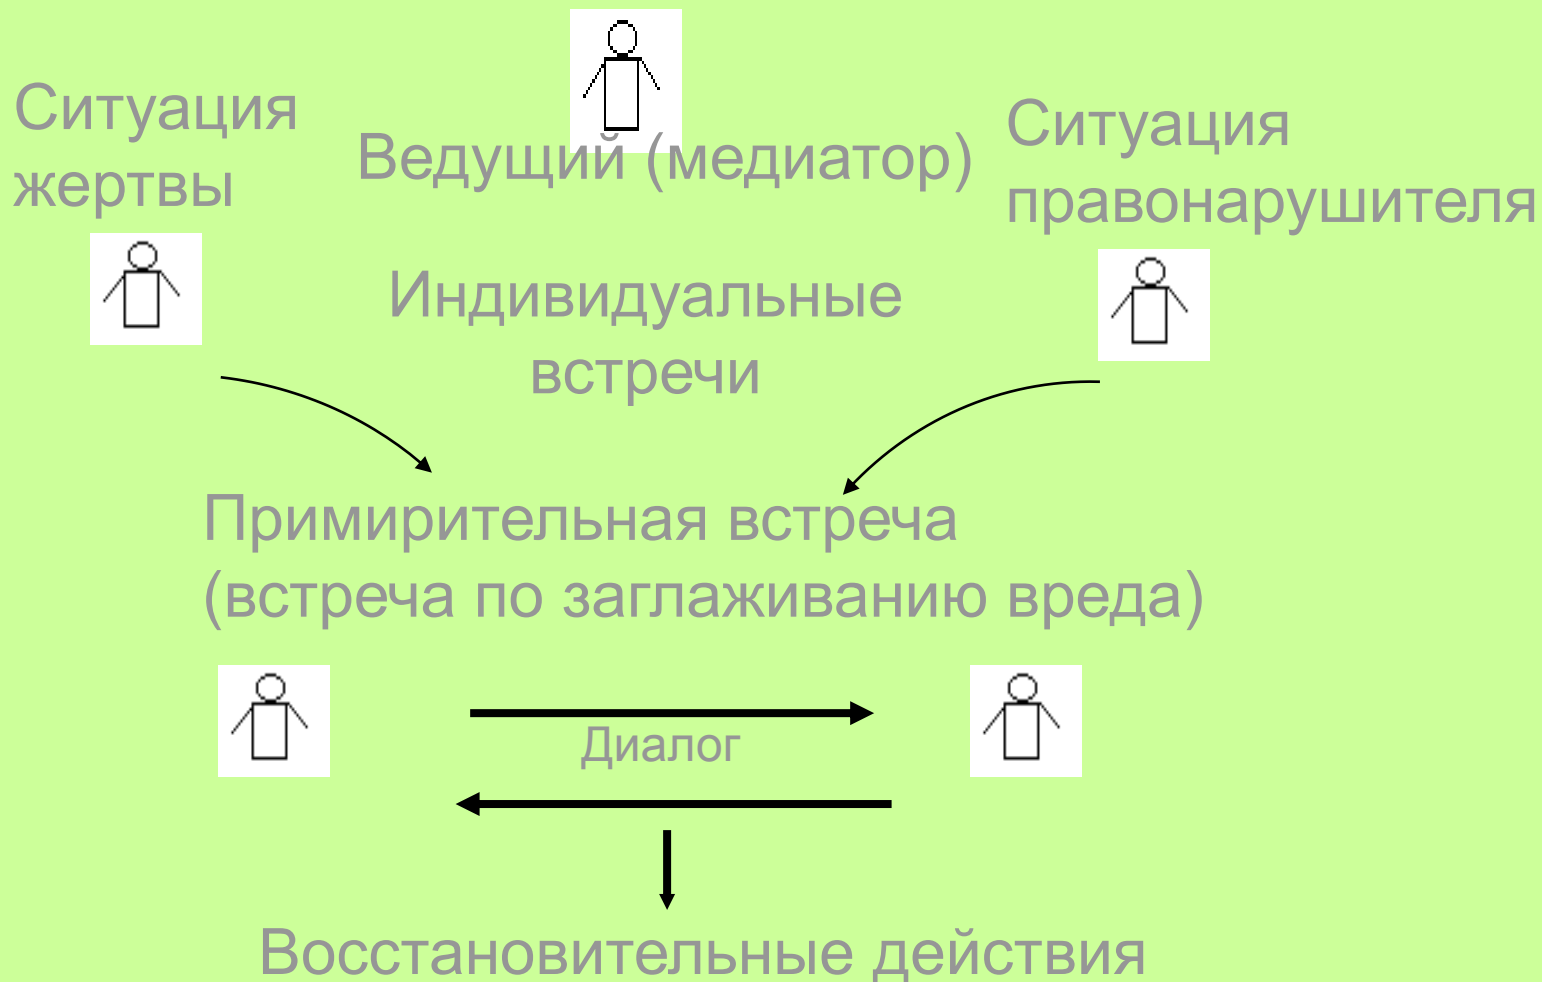 Ситуация
жертвы
Ведущий (медиатор)
Ситуация
правонарушителя
Индивидуальные
встречи
Примирительная встреча
(встреча по заглаживанию вреда)
Диалог
Восстановительные действия